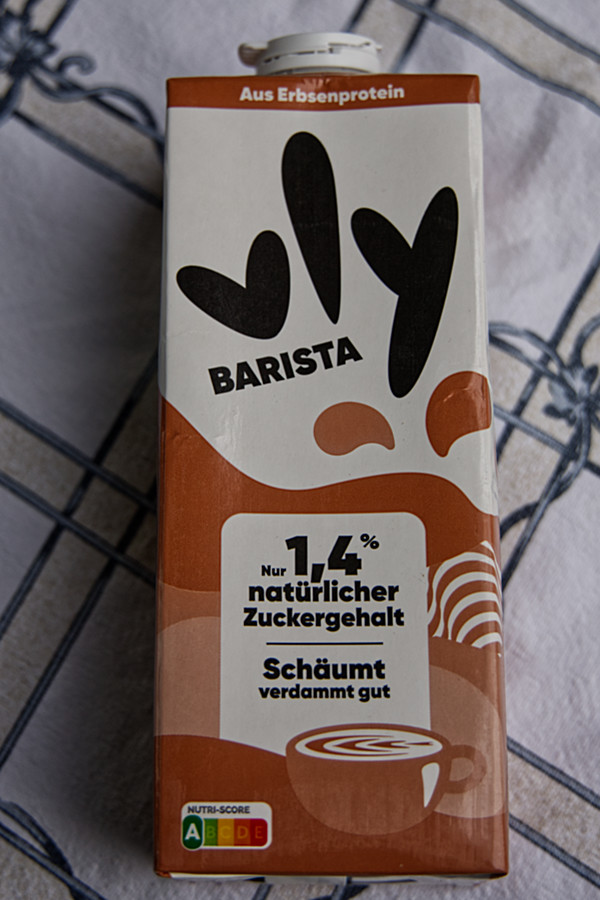 Aus Erbsenprotein
vly
BARISTA
Nur 1,4%
natürlicher
Zuckergehalt
Schäumt
verdammt gut
NUTRI-SCORE
A B C D E